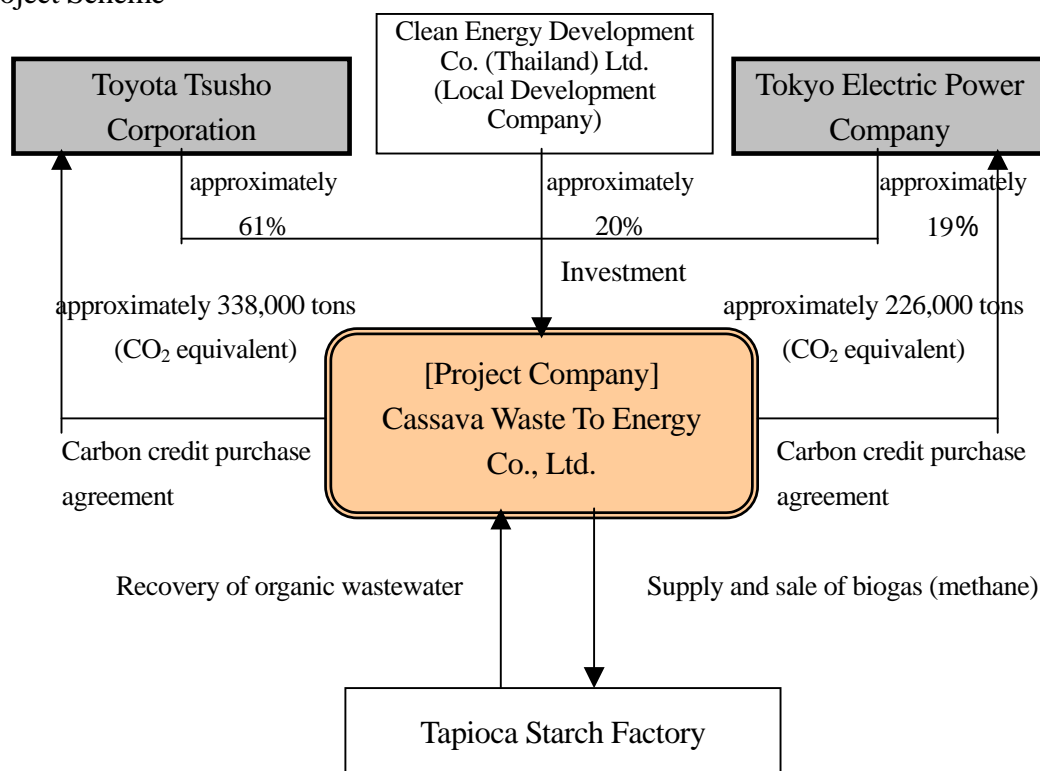 oject Scheme
Clean Energy Development
Co. (Thailand) Ltd.
(Local Development
Company)
Toyota Tsusho
Corporation
Tokyo Electric Power
Company
approximately
61%
approximately
20%
approximately
19%
Investment
approximately 338,000 tons
(CO₂ equivalent)
approximately 226,000 tons
(CO₂ equivalent)
[Project Company]
Cassava Waste To Energy
Co., Ltd.
Carbon credit purchase
agreement
Carbon credit purchase
agreement
Recovery of organic wastewater
Supply and sale of biogas (methane)
Tapioca Starch Factory